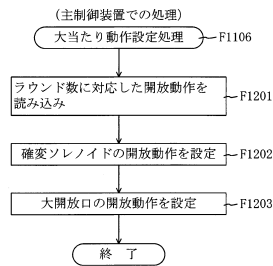 （主制御装置での処理）
大当たり動作設定処理 F1106
ラウンド数に対応した開放動作を
読み込み F1201
確変ソレノイドの開放動作を設定 F1202
大開放口の開放動作を設定 F1203
終 了